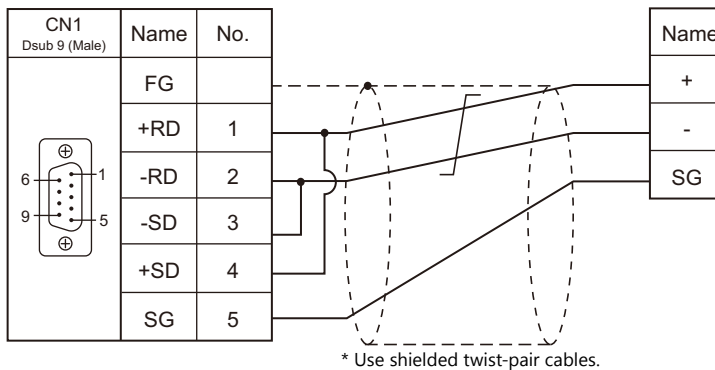 CN1
Dsub 9 (Male)
Name No.
FG
+RD 1
-RD 2
-SD 3
+SD 4
SG 5
6 1
9 5
Name
+
-
SG
* Use shielded twist-pair cables.